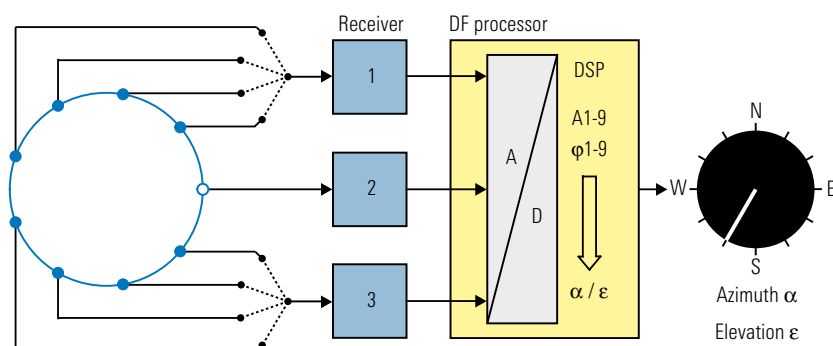 Receiver
DF processor
1
2
3
A
D
DSP
A1-9
φ1-9
α / ε
N
W
E
S
Azimuth α
Elevation ε